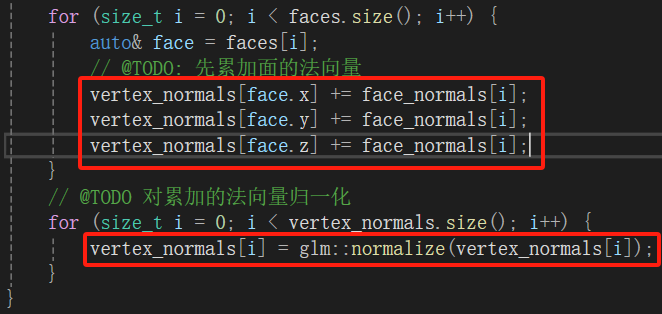 for (size_t i = 0; i < faces.size(); i++) {
auto& face = faces[i];
// @TODO: 先累加面的法向量
vertex_normals[face.x] += face_normals[i];
vertex_normals[face.y] += face_normals[i];
vertex_normals[face.z] += face_normals[i];
}
// @TODO 对累加的法向量归一化
for (size_t i = 0; i < vertex_normals.size(); i++) {
vertex_normals[i] = glm::normalize(vertex_normals[i]);
}
}